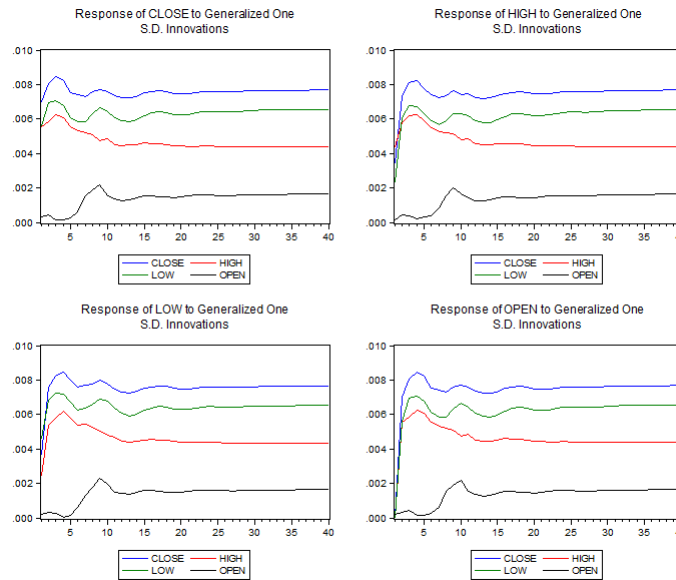 Response of CLOSE to Generalized One
S.D. Innovations
.010
.008
.006
.004
.002
.000
5 10 15 20 25 30 35 40
CLOSE HIGH
LOW OPEN
Response of HIGH to Generalized One
S.D. Innovations
.010
.008
.006
.004
.002
.000
5 10 15 20 25 30 35 40
CLOSE HIGH
LOW OPEN
Response of LOW to Generalized One
S.D. Innovations
.010
.008
.006
.004
.002
.000
5 10 15 20 25 30 35 40
CLOSE HIGH
LOW OPEN
Response of OPEN to Generalized One
S.D. Innovations
.010
.008
.006
.004
.002
.000
5 10 15 20 25 30 35 40
CLOSE HIGH
LOW OPEN